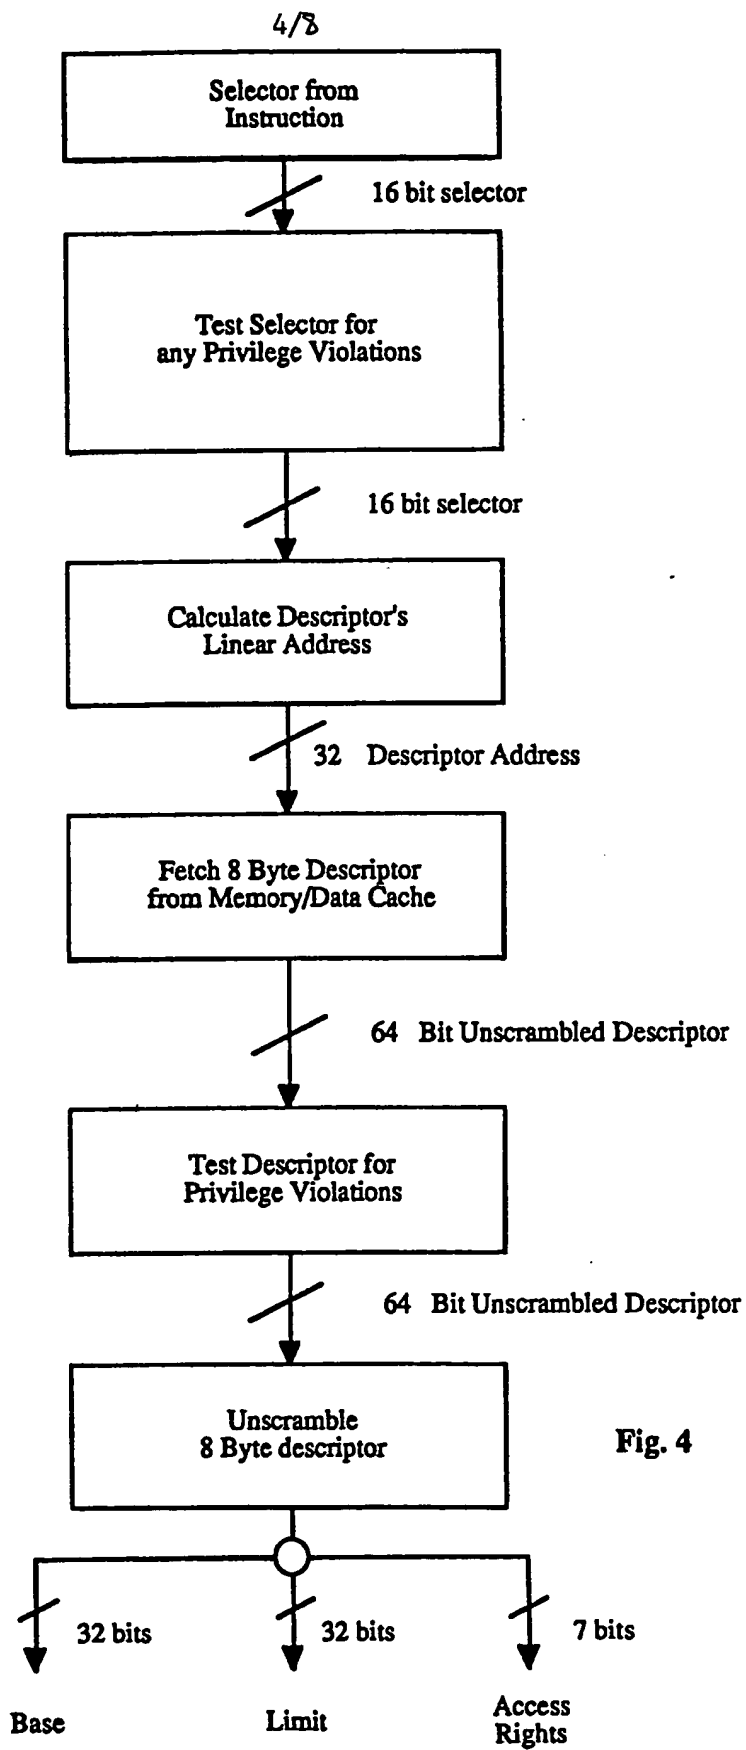 4/8
Selector from
Instruction
16 bit selector
Test Selector for
any Privilege Violations
16 bit selector
Calculate Descriptor's
Linear Address
32 Descriptor Address
Fetch 8 Byte Descriptor
from Memory/Data Cache
64 Bit Unscrambled Descriptor
Test Descriptor for
Privilege Violations
64 Bit Unscrambled Descriptor
Unscramble
8 Byte descriptor
Fig. 4
32 bits
32 bits
7 bits
Base
Limit
Access
Rights